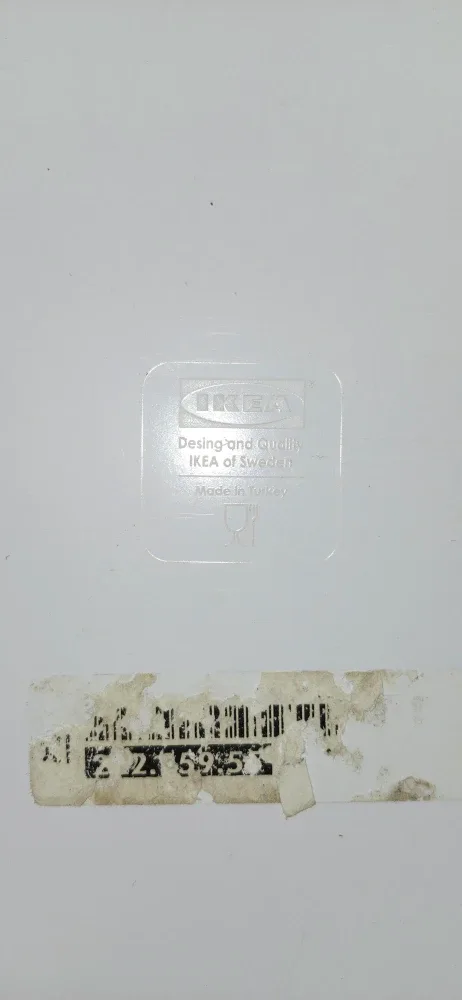 IKEA
Desing and Quality
IKEA of Sweden
Made in Turkey